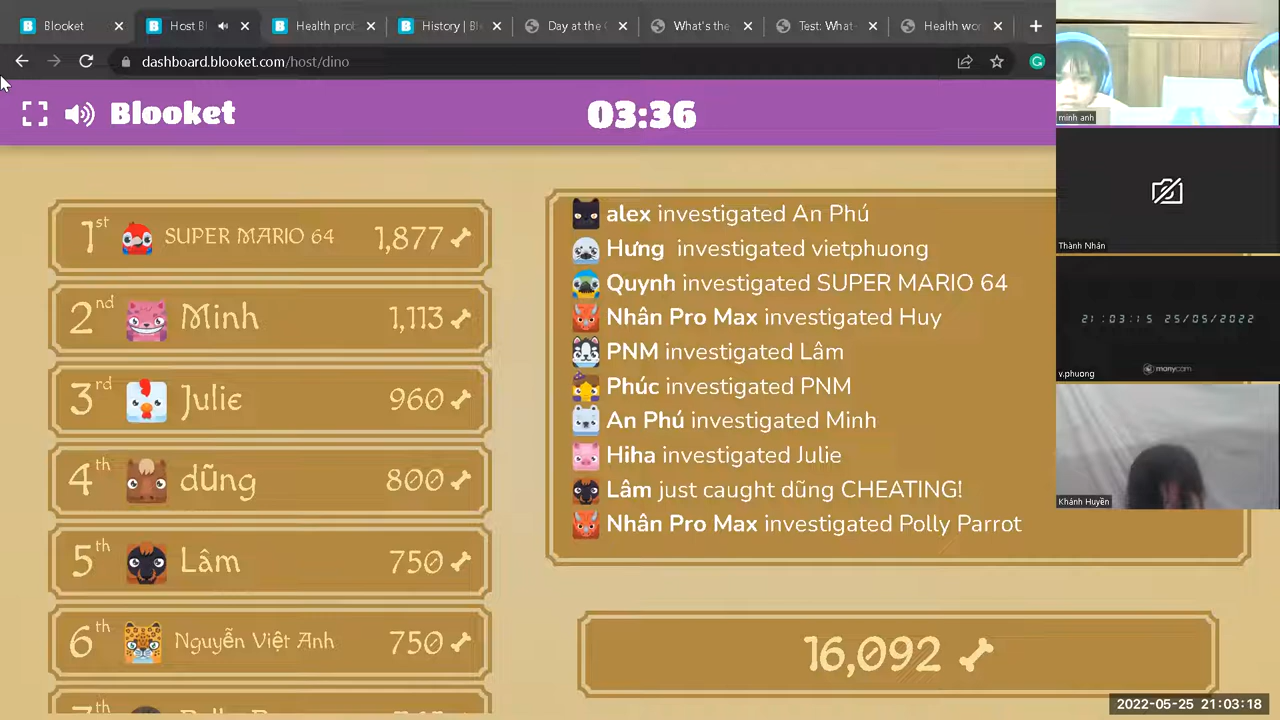 Blooket
Host B
Health pro
History | Bl
Day at the
What's the
Test: What
Health wo
dashboard.blooket.com/host/dino
Blooket
03:36
1st SUPER MARIO 64 1,877
2nd Minh 1,113
3rd Julie 960
4th dũng 800
5th Lâm 750
6th Nguyễn Việt Anh 750
7th
alex investigated An Phú
Hưng investigated vietphuong
Quynh investigated SUPER MARIO 64
Nhân Pro Max investigated Huy
PNM investigated Lâm
Phúc investigated PNM
An Phú investigated Minh
Hiha investigated Julie
Lâm just caught dũng CHEATING!
Nhân Pro Max investigated Polly Parrot
16,092
minh anh
Thành Nhân
21:03:15 25/05/2022
manycam
v.phuong
Khánh Huyền
2022-05-25 21:03:18